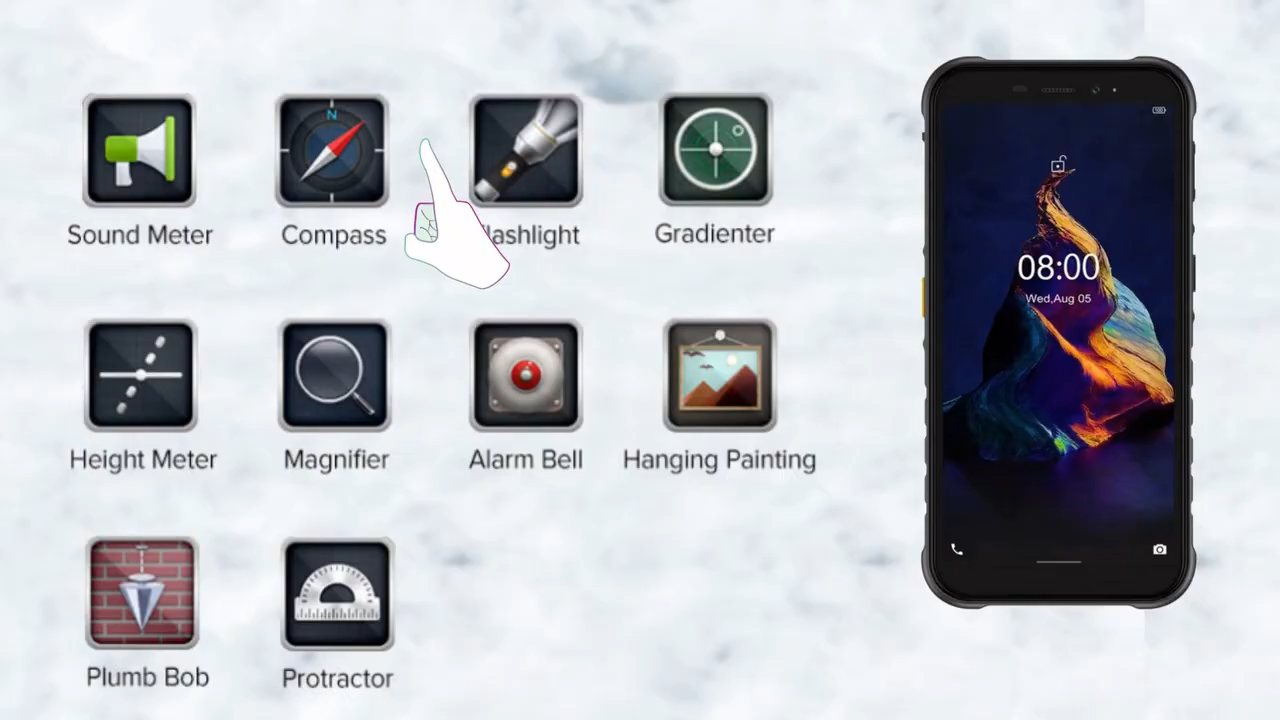 N
Sound Meter
Compass
lashlight
Gradienter
Height Meter
Magnifier
Alarm Bell
Hanging Painting
Plumb Bob
Protractor
08:00
Wed,Aug 05